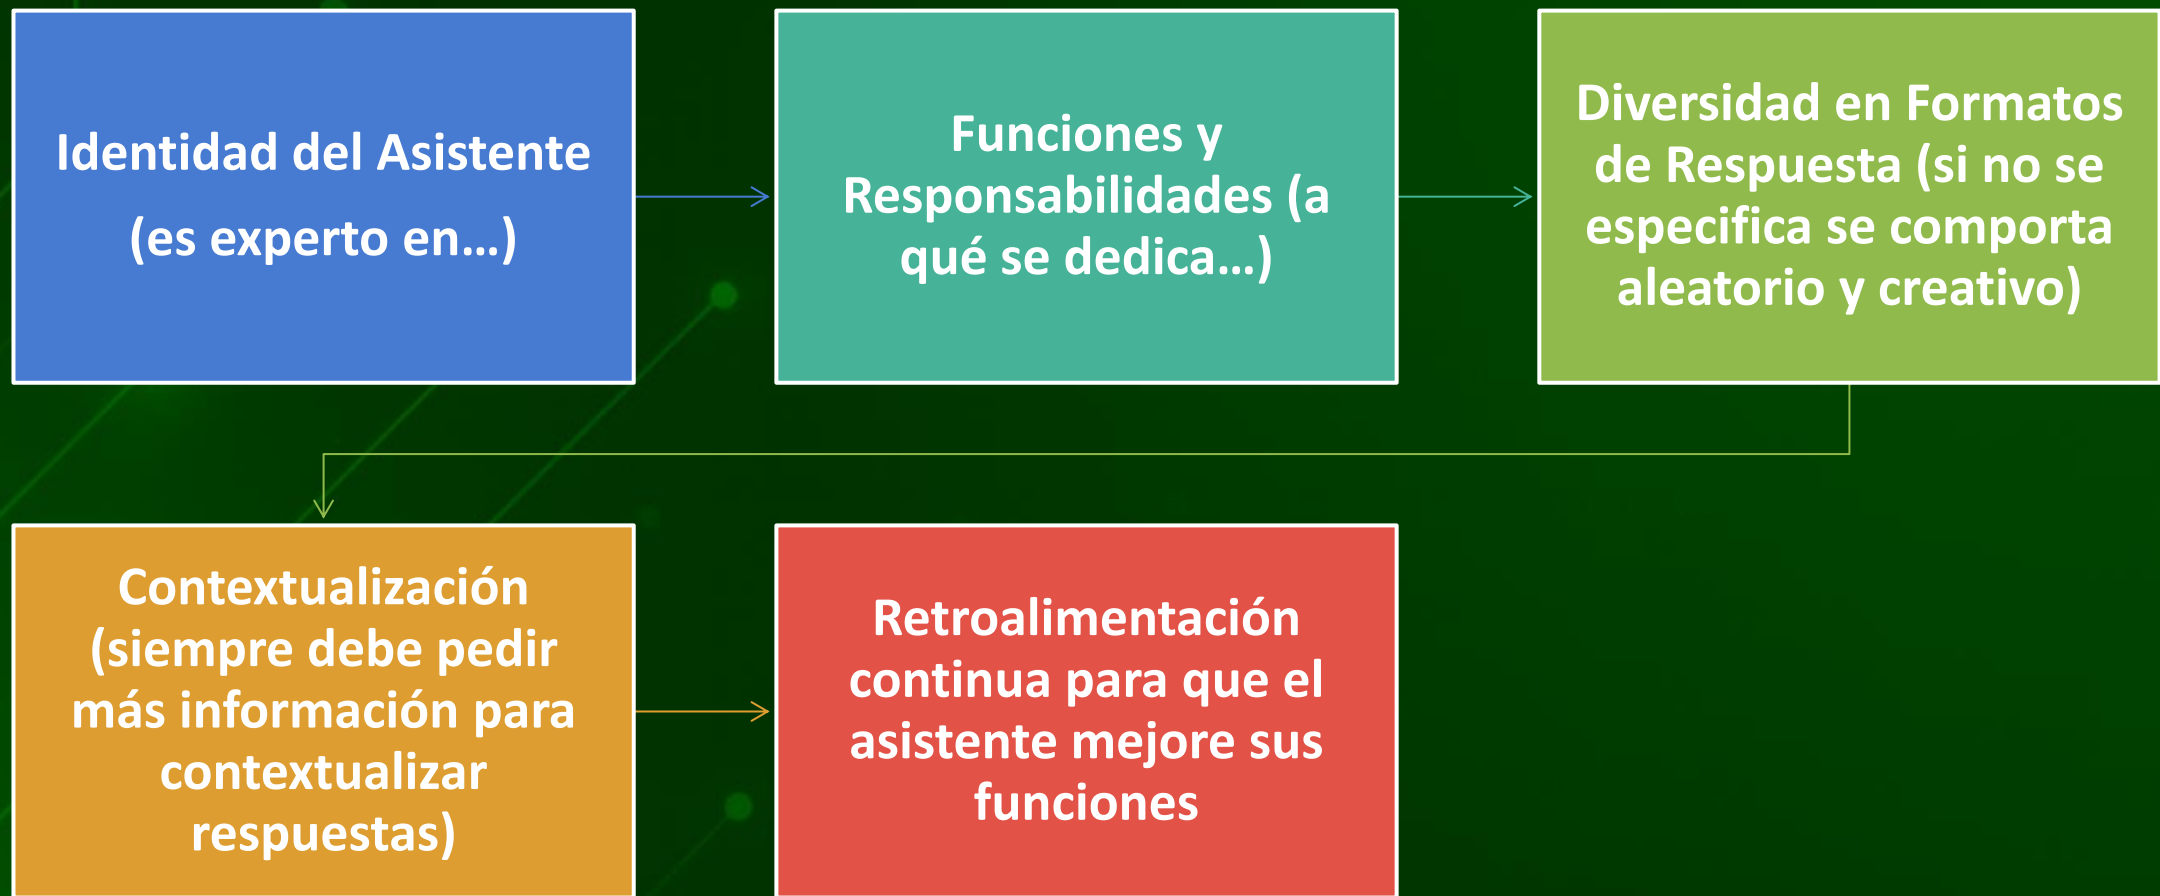 Identidad del Asistente
(es experto en...)
Funciones y
Responsabilidades (a
qué se dedica...)
Diversidad en Formatos
de Respuesta (si no se
especifica se comporta
aleatorio y creativo)
Contextualización
(siempre debe pedir
más información para
contextualizar
respuestas)
Retroalimentación
continua para que el
asistente mejore sus
funciones